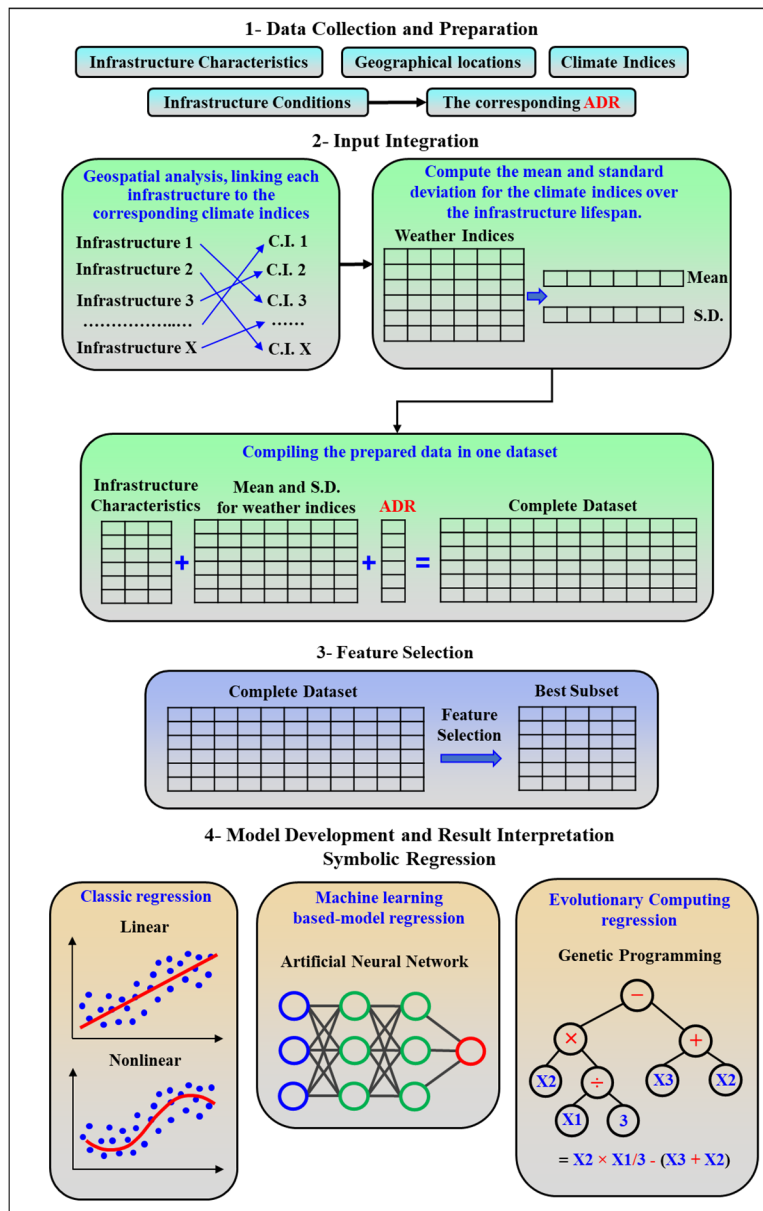 1- Data Collection and Preparation
Infrastructure Characteristics
Geographical locations
Climate Indices
Infrastructure Conditions
The corresponding ADR
2- Input Integration
Geospatial analysis, linking each
infrastructure to the
corresponding climate indices
Infrastructure 1
C.I. 1
Infrastructure 2
C.I. 2
Infrastructure 3
C.I. 3
……………..…
……
Infrastructure X
C.I. X
Compute the mean and standard
deviation for the climate indices over
the infrastructure lifespan.
Weather Indices
Mean
S.D.
Compiling the prepared data in one dataset
Infrastructure
Characteristics
+
Mean and S.D.
for weather indices
+
ADR
=
Complete Dataset
3- Feature Selection
Complete Dataset
Feature
Selection
Best Subset
4- Model Development and Result Interpretation
Symbolic Regression
Classic regression
Linear
Nonlinear
Machine learning
based-model regression
Artificial Neural Network
Evolutionary Computing
regression
Genetic Programming
−
× +
X2 ÷ X3 X2
X1 3
= X2 × X1/3 - (X3 + X2)